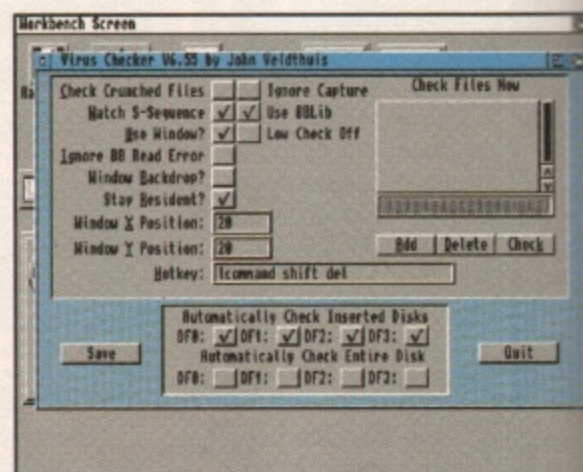 Workbench Screen
Virus Checker V6.55 by John Veldthuis
Check Crunched Files Ignore Capture Check Files Now
Watch S-Sequence Use BBLib
Use Window? Low Check Off
Ignore BB Read Error
Window Backdrop?
Stay Resident?
Window X Position: 20
Window Y Position: 20
Add Delete Check
Hotkey: lcommand shift del
Automatically Check Inserted Disks
DF0: DF1: DF2: DF3:
Save Automatically Check Entire Disk Quit
DF0: DF1: DF2: DF3: